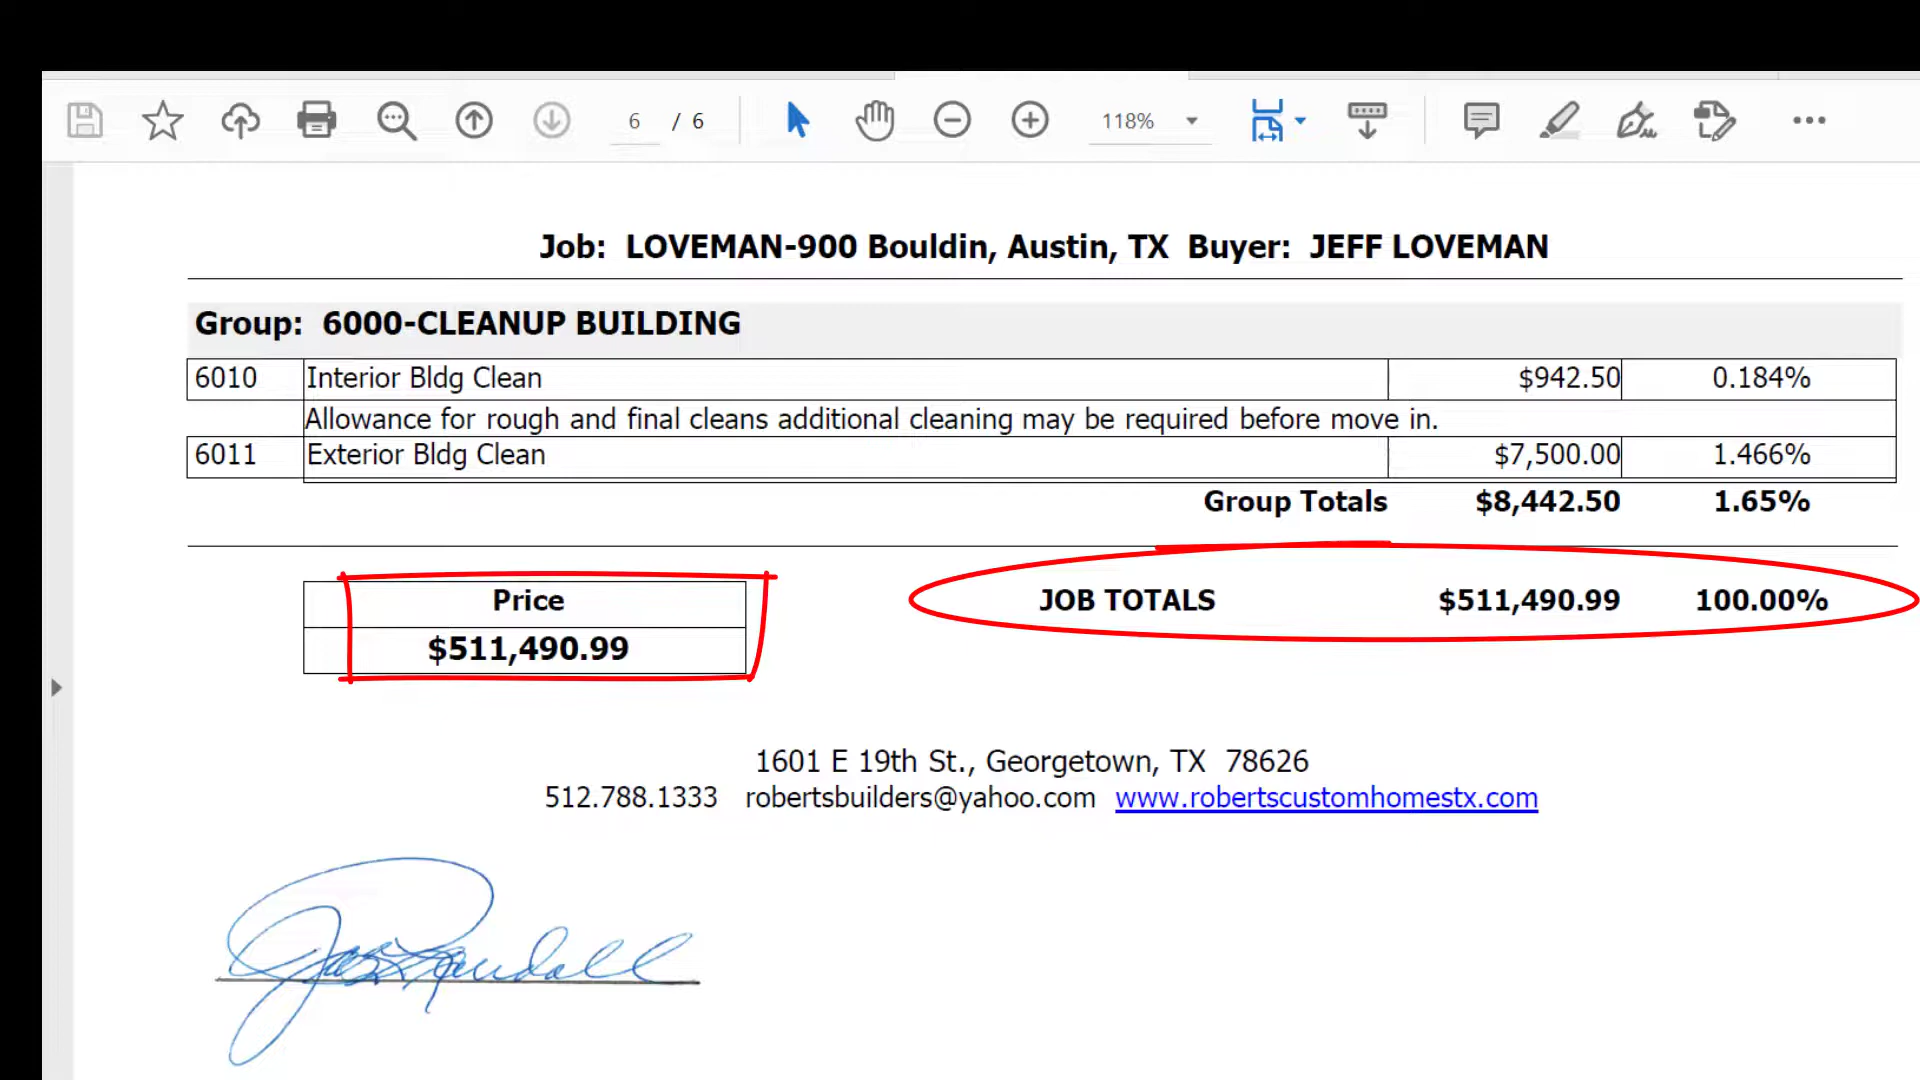 6 / 6 118%
Job: LOVEMAN-900 Bouldin, Austin, TX Buyer: JEFF LOVEMAN
Group: 6000-CLEANUP BUILDING
6010 Interior Bldg Clean $942.50 0.184%
Allowance for rough and final cleans additional cleaning may be required before move in.
6011 Exterior Bldg Clean $7,500.00 1.466%
Group Totals $8,442.50 1.65%
Price JOB TOTALS $511,490.99 100.00%
$511,490.99
1601 E 19th St., Georgetown, TX 78626
512.788.1333 robertsbuilders@yahoo.com www.robertscustomhomestx.com